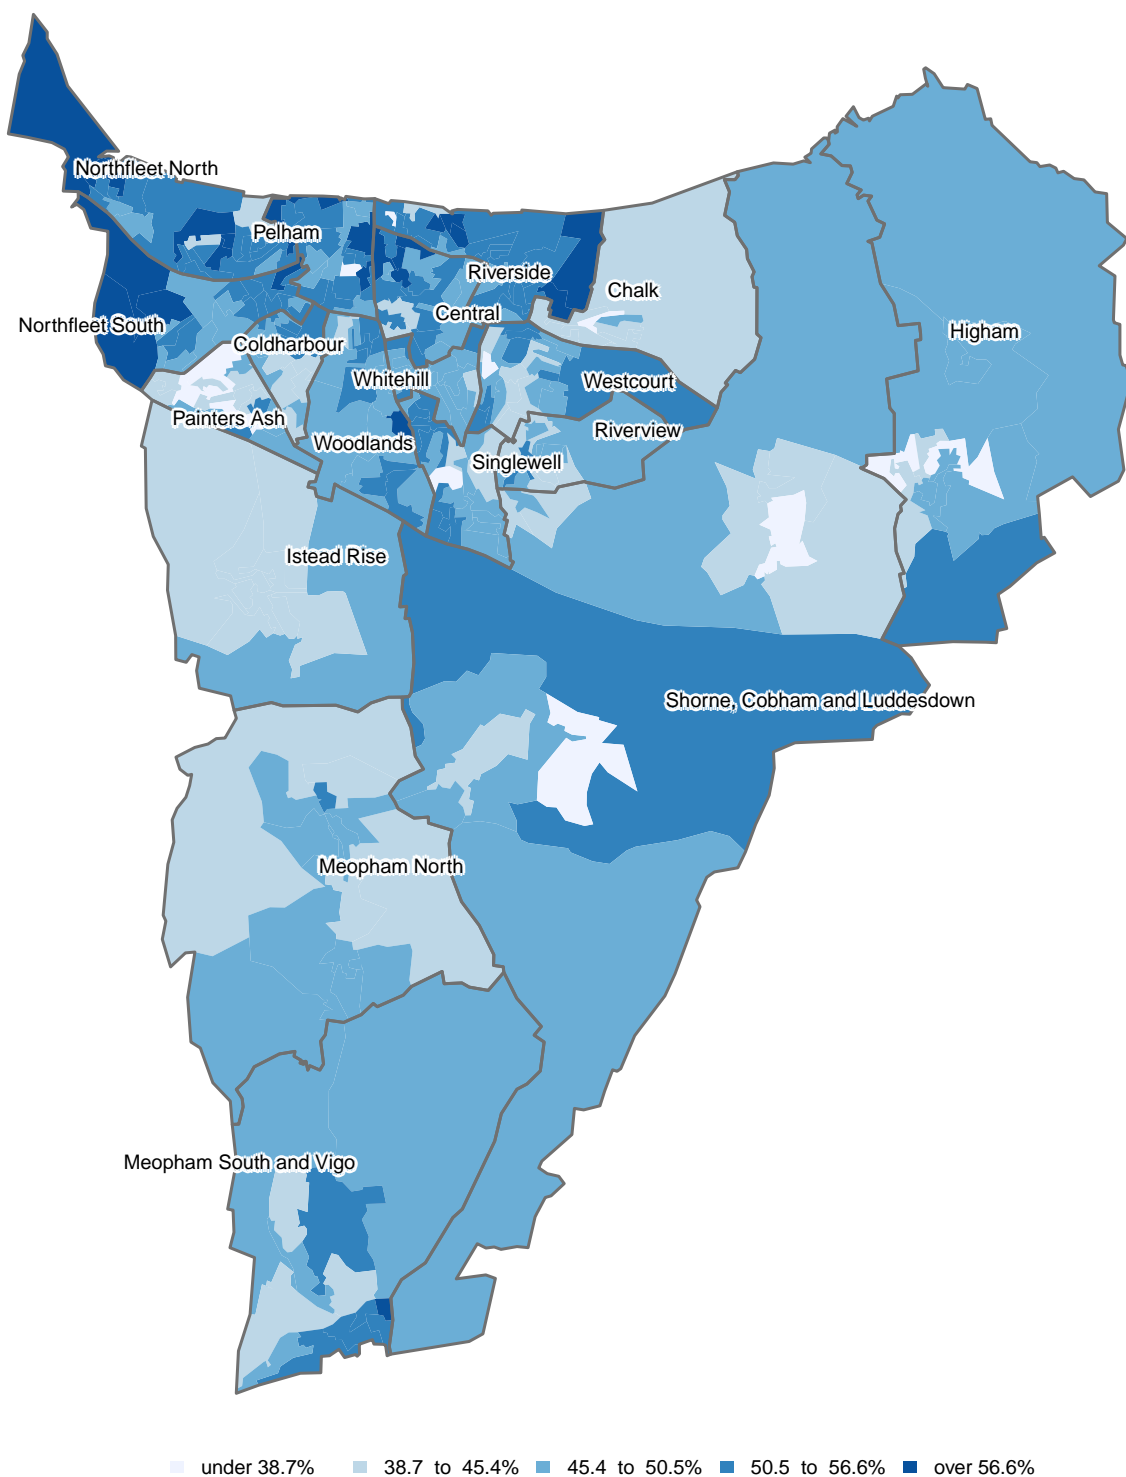 Northfleet North
Pelham
Riverside
Chalk
Central
Northfleet South
Higham
Coldharbour
Whitehill
Westcourt
Painters Ash
Riverview
Woodlands
Singlewell
Istead Rise
Shorne, Cobham and Luddesdown
Meopham North
Meopham South and Vigo
under 38.7% 38.7 to 45.4% 45.4 to 50.5% 50.5 to 56.6% over 56.6%